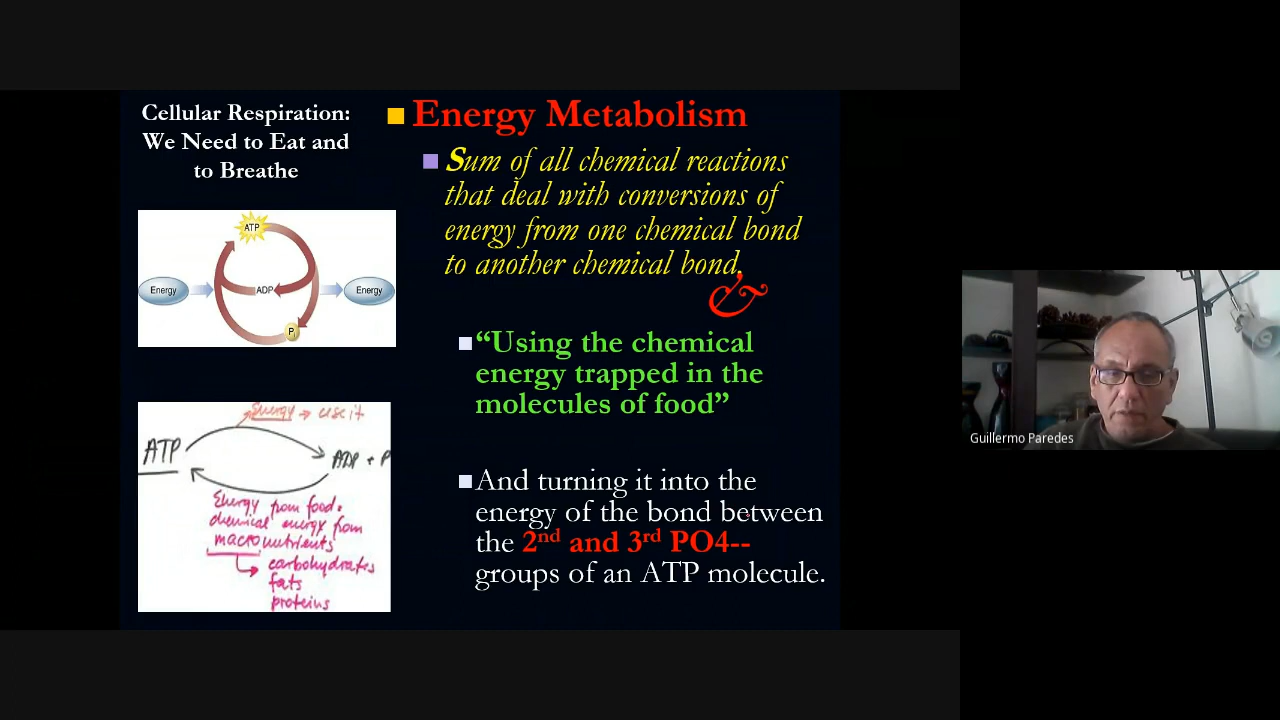 Cellular Respiration:
We Need to Eat and
to Breathe
Energy Metabolism
Sum of all chemical reactions
that deal with conversions of
energy from one chemical bond
to another chemical bond.
&
“Using the chemical
energy trapped in the
molecules of food”
And turning it into the
energy of the bond between
the 2nd and 3rd PO4--
groups of an ATP molecule.
ATP
Energy
ADP
Energy
Pi
Energy → use it
ATP
ADP + P
Energy from food.
chemical energy from
macronutrients
carbohydrates
fats
proteins
Guillermo Paredes